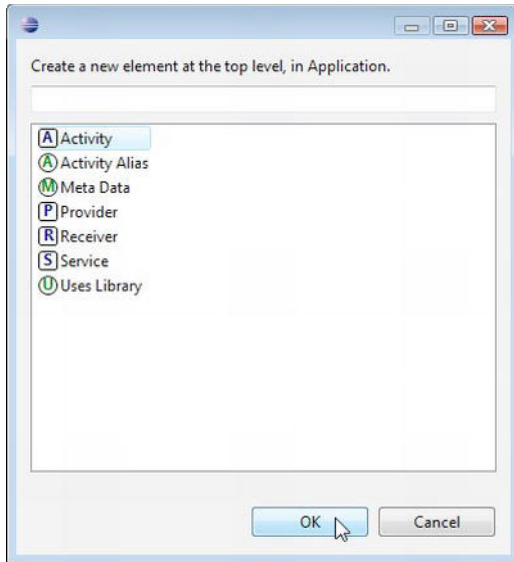 Create a new element at the top level, in Application.
A Activity
A Activity Alias
M Meta Data
P Provider
R Receiver
S Service
U Uses Library
OK Cancel